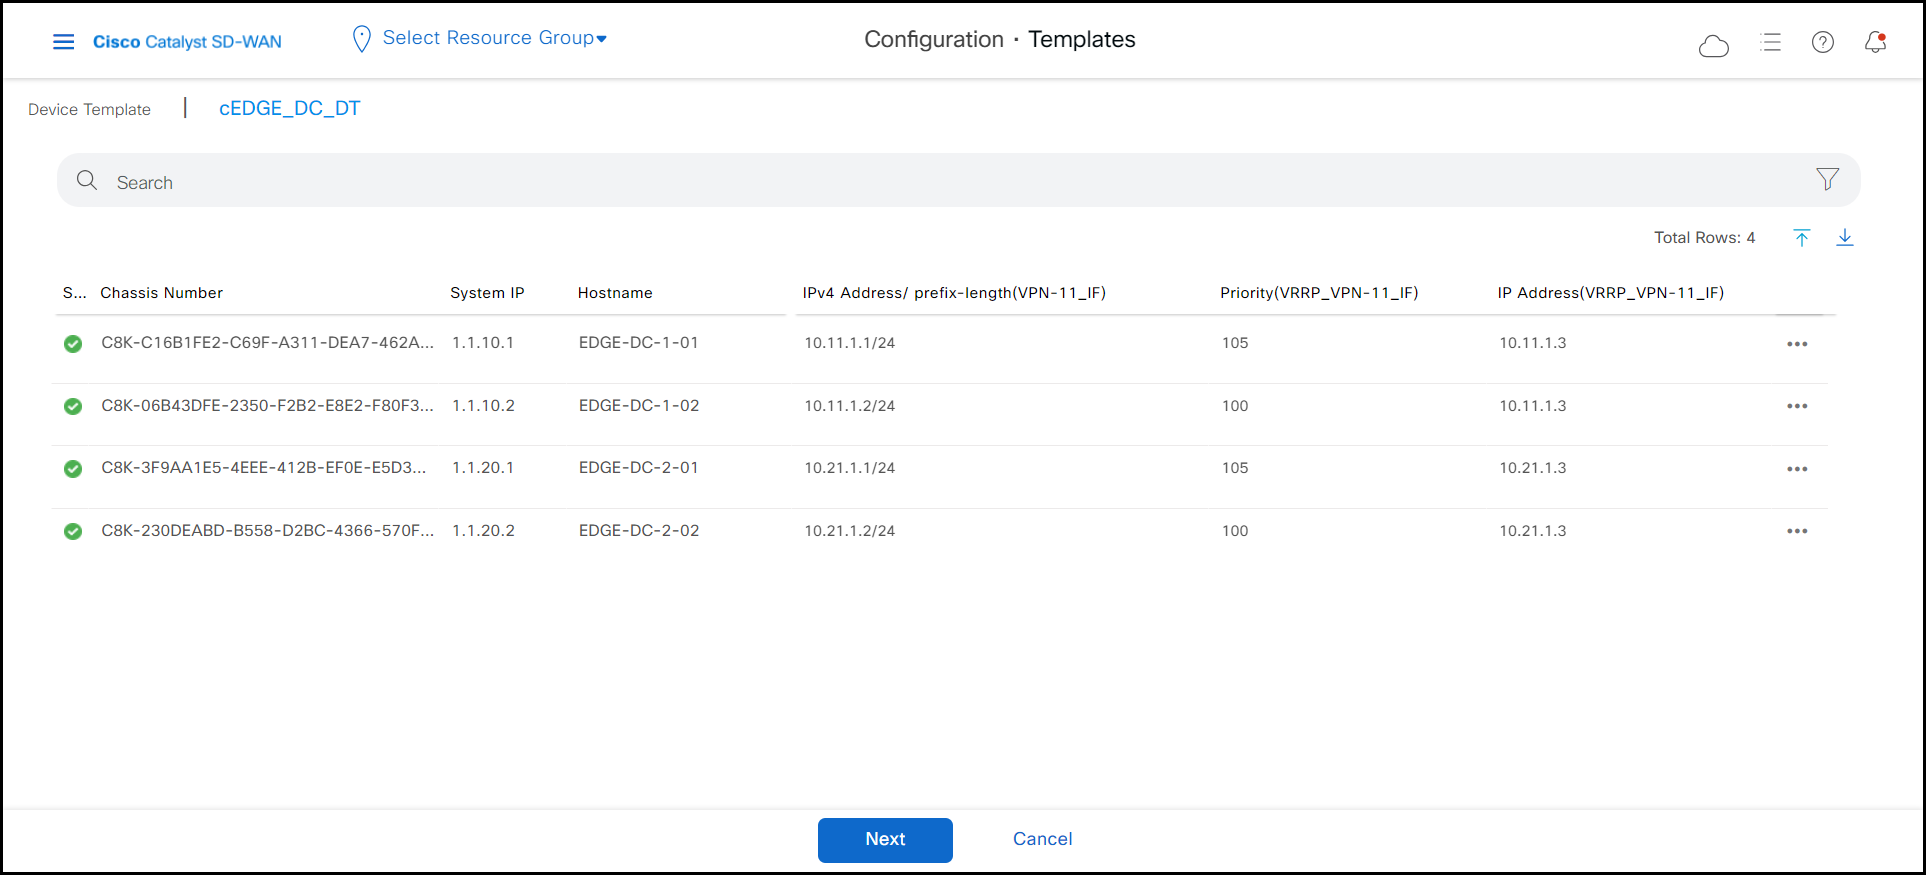 Cisco Catalyst SD-WAN
Select Resource Group
Configuration · Templates
Device Template | cEDGE_DC_DT
Search
Total Rows: 4
S... Chassis Number System IP Hostname IPv4 Address/ prefix-length(VPN-11_IF) Priority(VRRP_VPN-11_IF) IP Address(VRRP_VPN-11_IF)
C8K-C16B1FE2-C69F-A311-DEA7-462A... 1.1.10.1 EDGE-DC-1-01 10.11.1.1/24 105 10.11.1.3 •••
C8K-06B43DFE-2350-F2B2-E8E2-F80F3... 1.1.10.2 EDGE-DC-1-02 10.11.1.2/24 100 10.11.1.3 •••
C8K-3F9AA1E5-4EEE-412B-EF0E-E5D3... 1.1.20.1 EDGE-DC-2-01 10.21.1.1/24 105 10.21.1.3 •••
C8K-230DEABD-B558-D2BC-4366-570F... 1.1.20.2 EDGE-DC-2-02 10.21.1.2/24 100 10.21.1.3 •••
Next Cancel